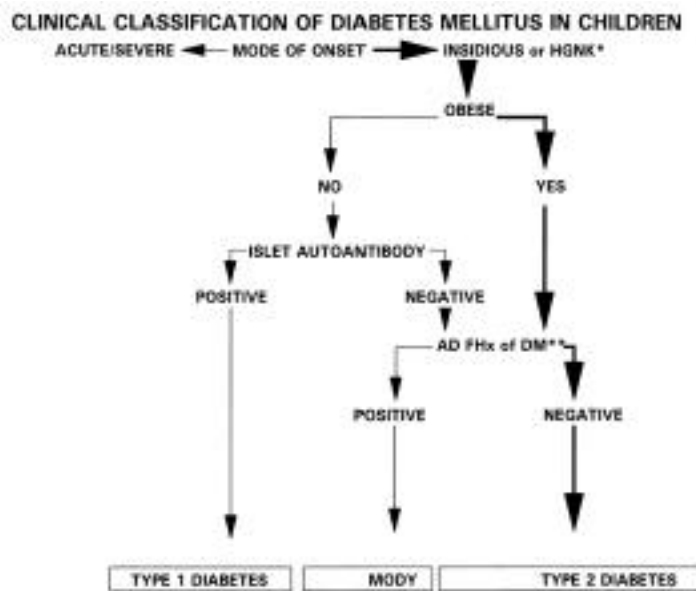 CLINICAL CLASSIFICATION OF DIABETES MELLITUS IN CHILDREN
ACUTE/SEVERE MODE OF ONSET INSIDIOUS or HGNK*
OBESE
NO YES
ISLET AUTOANTIBODY
POSITIVE NEGATIVE
AD FHx of DM**
POSITIVE NEGATIVE
TYPE 1 DIABETES MODY TYPE 2 DIABETES